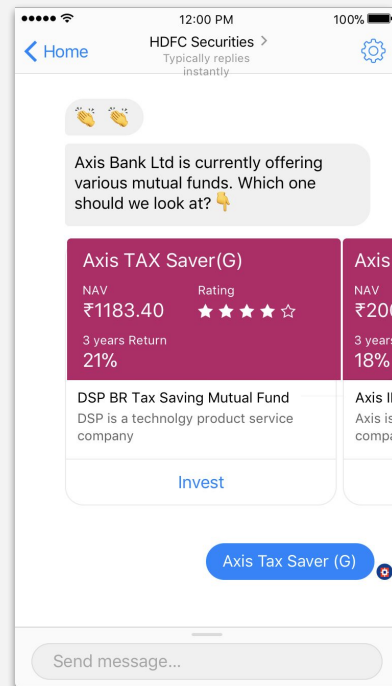 12:00 PM
100%
Home
HDFC Securities >
Typically replies
instantly
Axis Bank Ltd is currently offering
various mutual funds. Which one
should we look at?
Axis TAX Saver(G)
NAV
Rating
₹1183.40
3 years Return
21%
DSP BR Tax Saving Mutual Fund
DSP is a technolgy product service
company
Invest
Axis
NAV
18%
Axis
Axis is
Axis Tax Saver (G)
Send message...